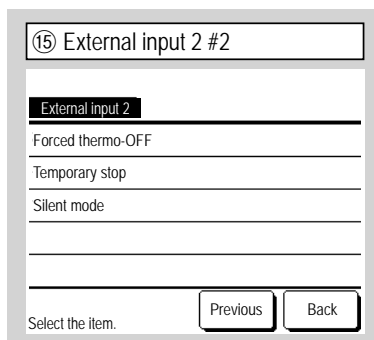 ⑮ External input 2 #2
External input 2
Forced thermo-OFF
Temporary stop
Silent mode
Previous Back
Select the item.